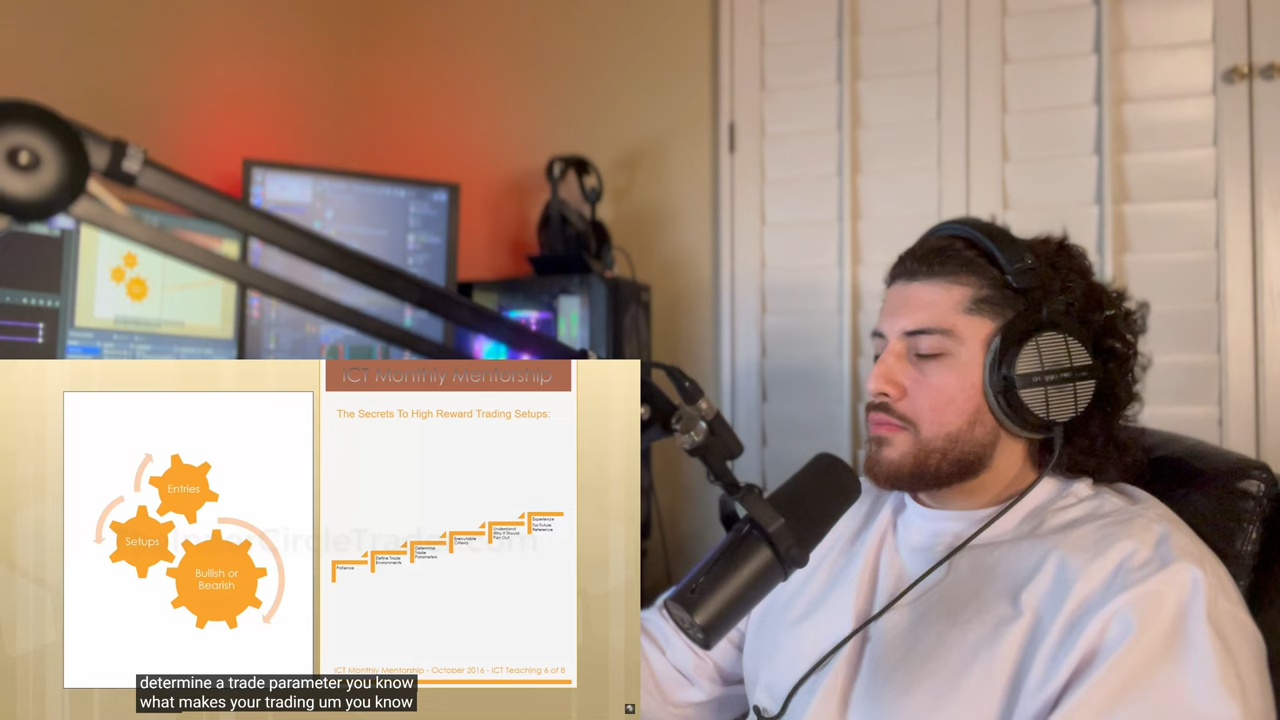 ICT Monthly Mentorship
The Secrets To High Reward Trading Setups:
Entries
Setups
Bullish or
Bearish
Patience
Define Trade
Environments
Determine
Trade
Parameters
Executable
Criteria
Understand
Why It Should
Pan Out
Experience
For Future
Reference
InnerCircleTrader.com
ICT Monthly Mentorship - October 2016 - ICT Teaching 6 of 8
determine a trade parameter you know
what makes your trading um you know